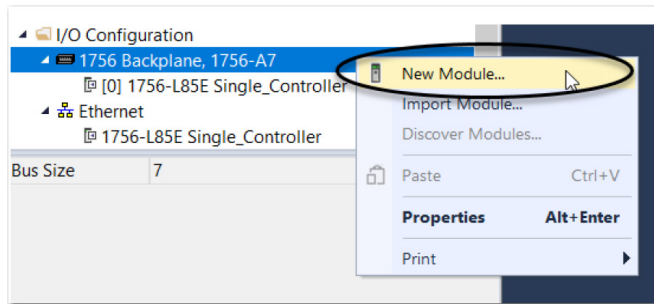 I/O Configuration
1756 Backplane, 1756-A7
[0] 1756-L85E Single_Controller
Ethernet
1756-L85E Single_Controller
Bus Size 7
New Module...
Import Module...
Discover Modules...
Paste Ctrl+V
Properties Alt+Enter
Print